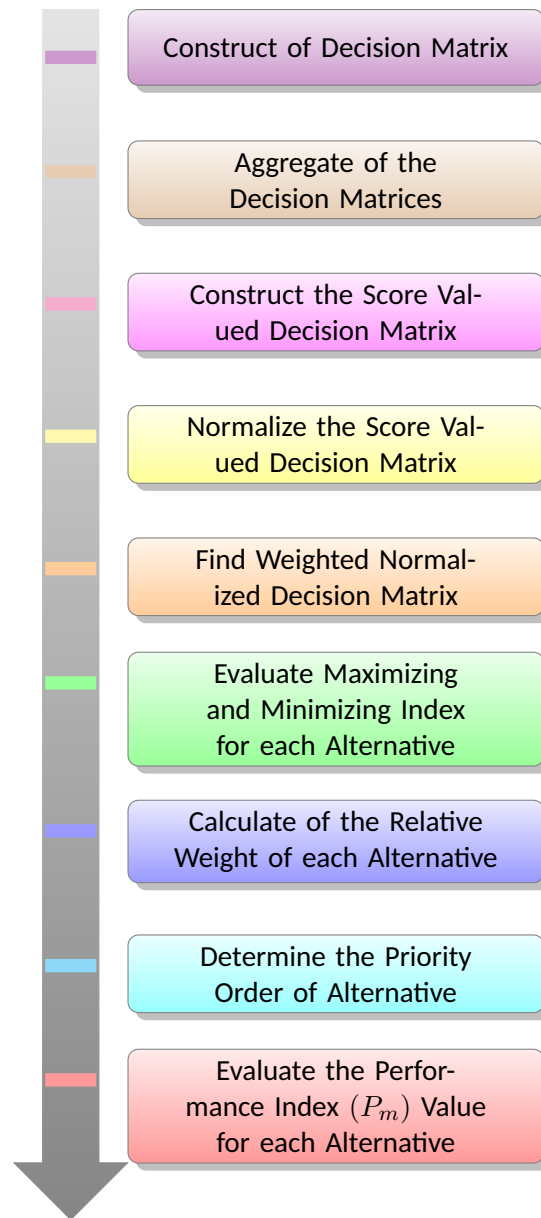 Construct of Decision Matrix
Aggregate of the
Decision Matrices
Construct the Score Val-
ued Decision Matrix
Normalize the Score Val-
ued Decision Matrix
Find Weighted Normal-
ized Decision Matrix
Evaluate Maximizing
and Minimizing Index
for each Alternative
Calculate of the Relative
Weight of each Alternative
Determine the Priority
Order of Alternative
Evaluate the Perfor-
mance Index (P_m) Value
for each Alternative